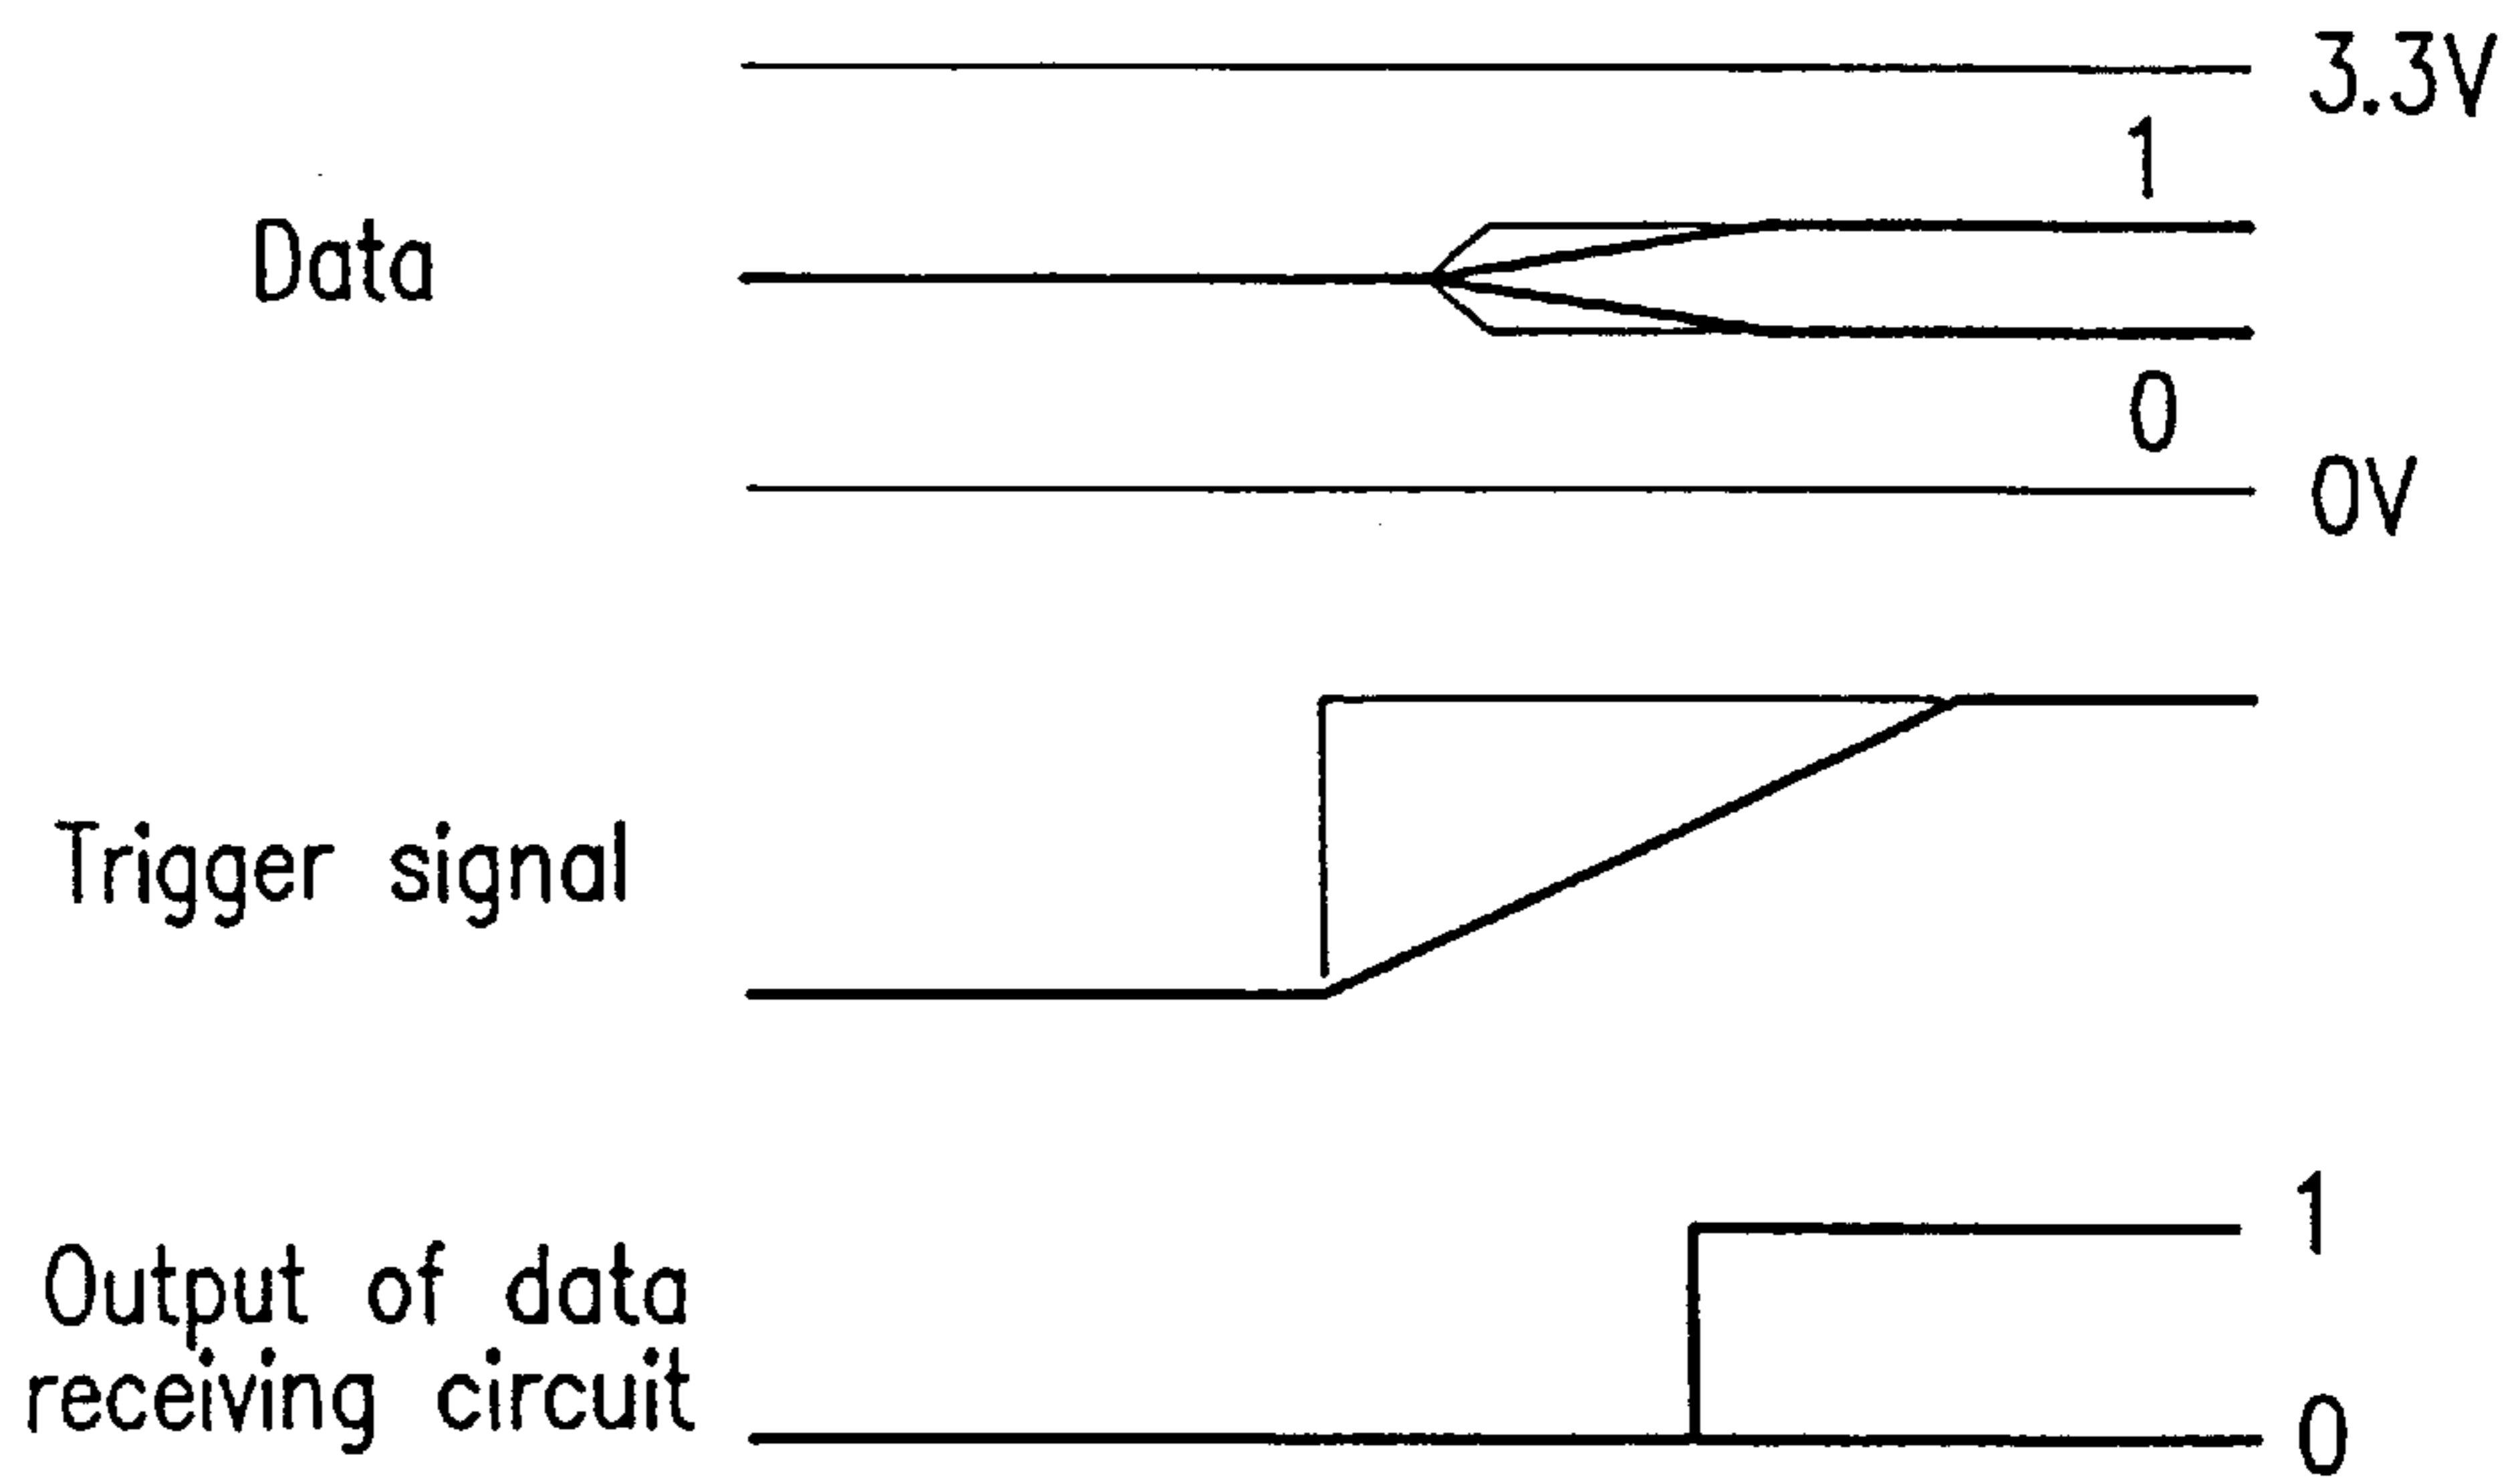 3.3V
1
Data
0
0V
Trigger signal
1
Output of data
receiving circuit
0